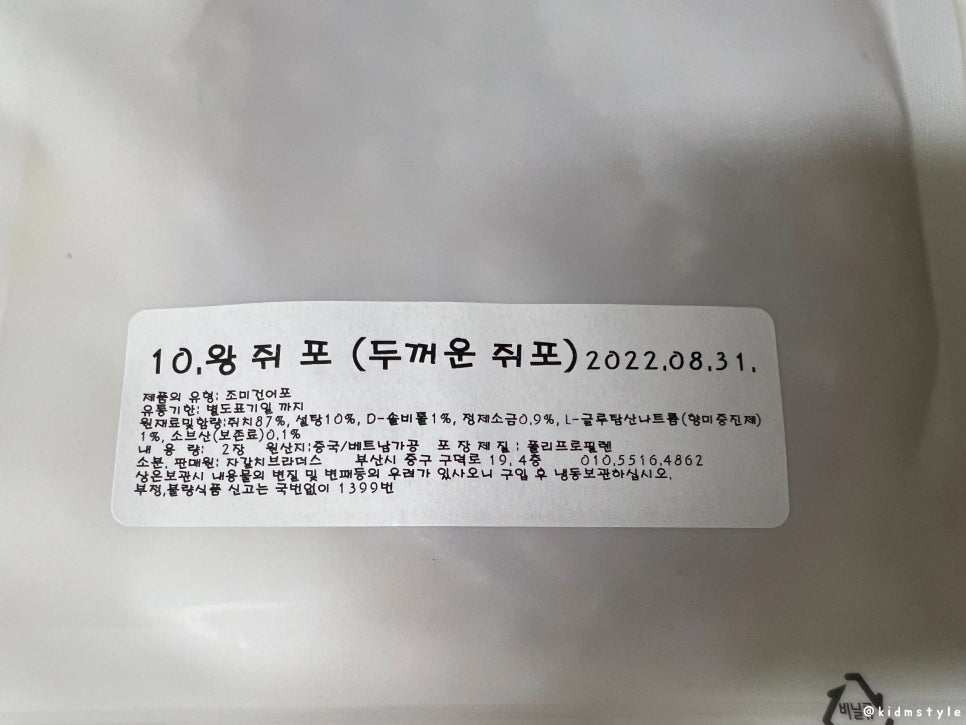 10.왕 쥐 포 (두꺼운 쥐포) 2022.08.31.
제품의 유형: 조미건어포
유통기한: 별도표기일 까지
원재료및함량:쥐치87%, 설탕10%, D-솔비톨1%, 정제소금0.9%, L-글루탐산나트륨(향미증진제)
1%, 소브산(보존료)0.1%
내 용 량: 2장 원산지:중국/베트남가공 포 장 제 질 : 폴리프로필렌
소분, 판매원: 자갈치브라더스 부산시 중구 구덕로 19, 4층 010.5516.4862
상온보관시 내용물의 변질 및 변패등의 우려가 있사오니 구입 후 냉동보관하십시오.
부정,불량식품 신고는 국번없이 1399번
비닐류
@kidmstyle